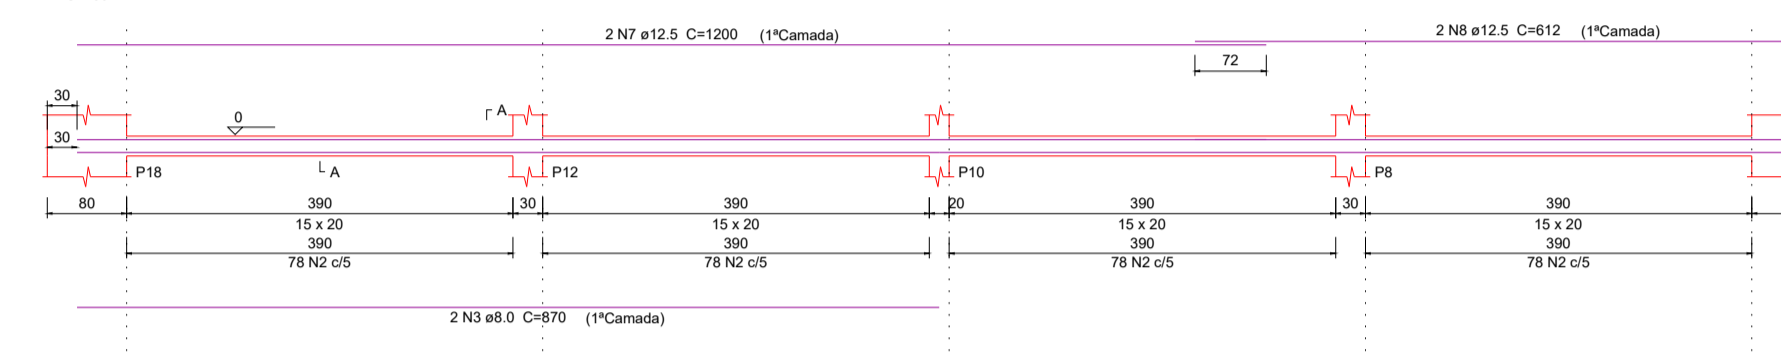 2 N7 ø12.5 C=1200 (1ªCamada)
2 N8 ø12.5 C=612 (1ªCamada)
72
30
0
A
30
P18
A
P12
P10
P8
80
390
30
390
20
390
30
390
15 x 20
15 x 20
15 x 20
15 x 20
390
390
390
390
78 N2 c/5
78 N2 c/5
78 N2 c/5
78 N2 c/5
2 N3 ø8.0 C=870 (1ªCamada)